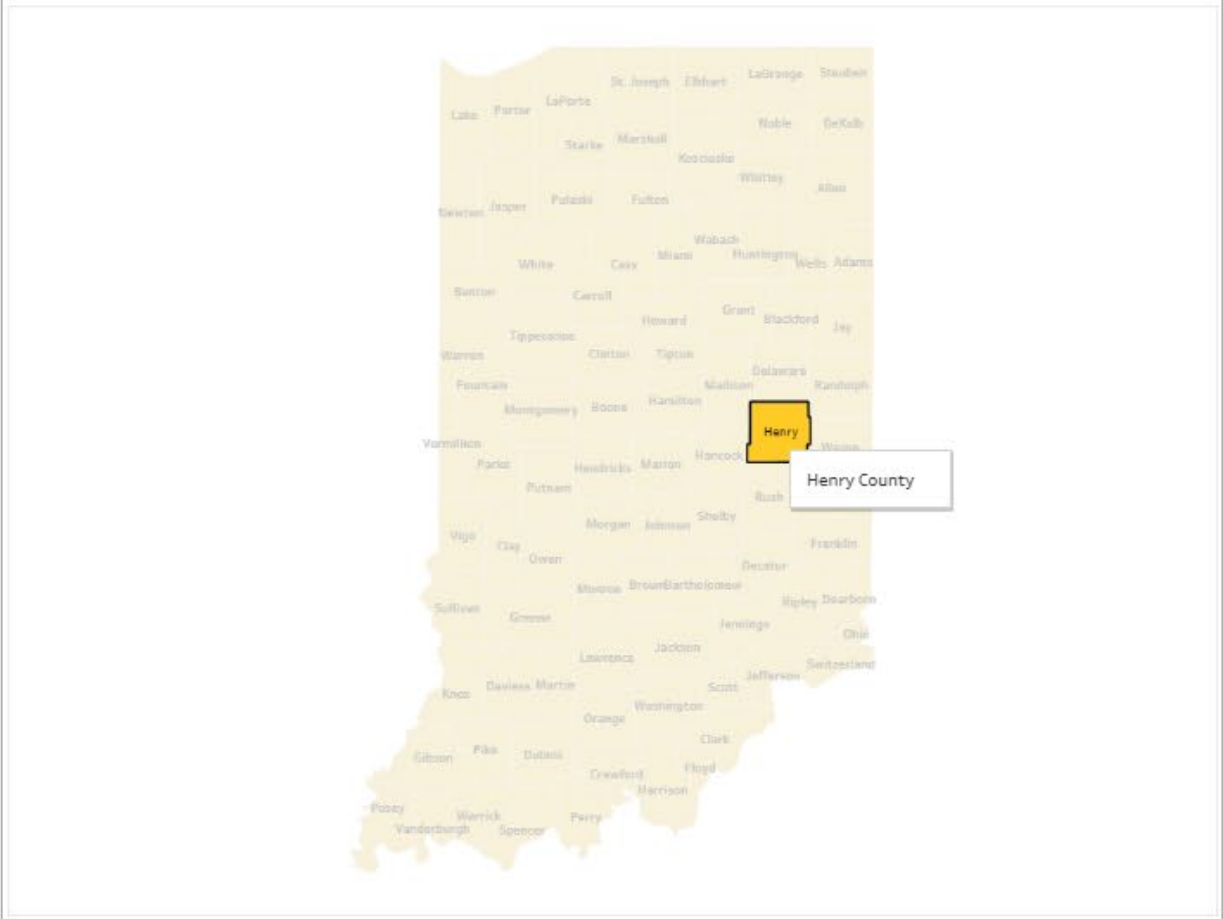 St. Joseph Elkhart LaGrange Steuben
Lake Porter LaPorte
Noble DeKalb
Starke Marshall
Kosciusko
Whitley
Allen
Newton Jasper Pulaski Fulton
Wabash
White Cass Miami Huntington Wells Adams
Benton Carroll
Grant Blackford Jay
Howard
Tippecanoe
Warren Clinton Tipton
Delaware
Fountain Madison Randolph
Montgomery Boone Hamilton
Henry
Vermillion Wayne
Parke Hendricks Marion Hancock
Henry County
Putnam
Rush
Morgan Johnson Shelby
Vigo Clay Owen
Franklin
Decatur
Monroe Brown Bartholomew
Ripley Dearborn
Sullivan Greene
Jennings
Ohio
Lawrence Jackson
Switzerland
Jefferson
Knox Daviess Martin Scott
Washington
Orange
Clark
Gibson Pike Dubois
Crawford Floyd
Harrison
Posey
Vanderburgh Warrick Spencer Perry